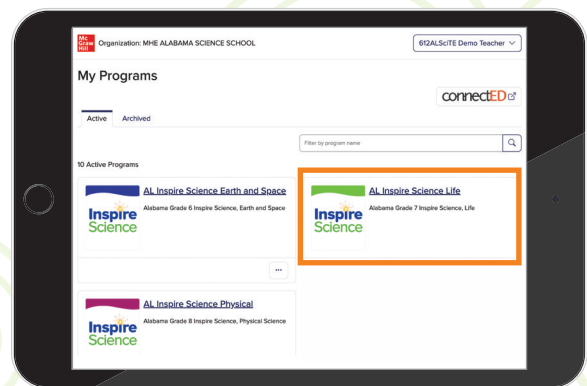 Mc
Graw
Hill
Organization: MHE ALABAMA SCIENCE SCHOOL
612ALSciTE Demo Teacher
My Programs
connectED
Active Archived
Filter by program name
10 Active Programs
AL Inspire Science Earth and Space
Alabama Grade 6 Inspire Science, Earth and Space
Inspire
Science
...
AL Inspire Science Life
Alabama Grade 7 Inspire Science, Life
Inspire
Science
AL Inspire Science Physical
Alabama Grade 8 Inspire Science, Physical Science
Inspire
Science